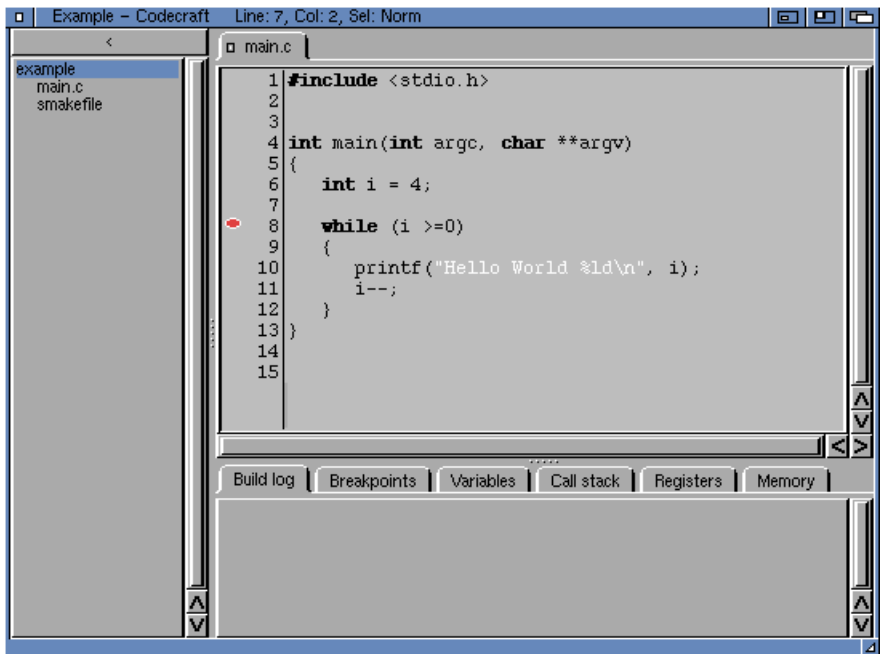 Example – Codecraft Line: 7, Col: 2, Sel: Norm
<
example
main.c
smakefile
main.c
1 #include <stdio.h>
2
3
4 int main(int argc, char **argv)
5 {
6 int i = 4;
7
8 while (i >=0)
9 {
10 printf("Hello World %ld\n", i);
11 i--;
12 }
13 }
14
15
Build log Breakpoints Variables Call stack Registers Memory